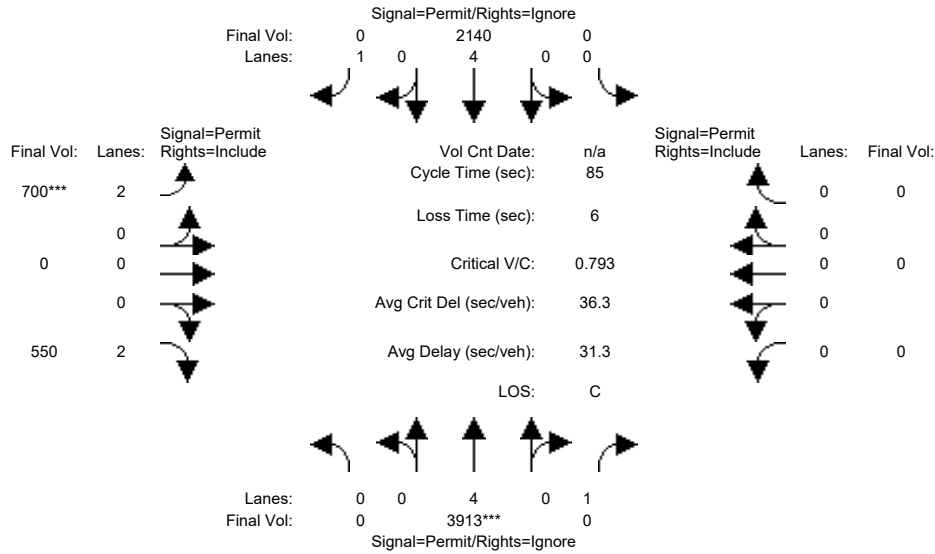 Signal=Permit/Rights=Ignore
Final Vol: 0 2140 0
Lanes: 1 0 4 0 0
Signal=Permit
Final Vol: Lanes: Rights=Include
Vol Cnt Date: n/a
Signal=Permit
Rights=Include Lanes: Final Vol:
Cycle Time (sec): 85
700*** 2
0 0
Loss Time (sec): 6
0
0
0 0
Critical V/C: 0.793
0 0
0
Avg Crit Del (sec/veh): 36.3
0
550 2
Avg Delay (sec/veh): 31.3
0 0
LOS: C
Lanes: 0 0 4 0 1
Final Vol: 0 3913*** 0
Signal=Permit/Rights=Ignore